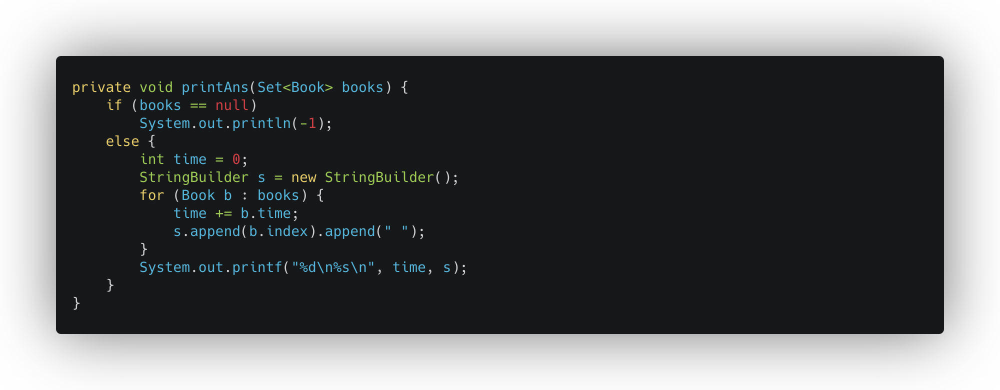 private void printAns(Set<Book> books) {
    if (books == null)
        System.out.println(-1);
    else {
        int time = 0;
        StringBuilder s = new StringBuilder();
        for (Book b : books) {
            time += b.time;
            s.append(b.index).append(" ");
        }
        System.out.printf("%d\n%s\n", time, s);
    }
}